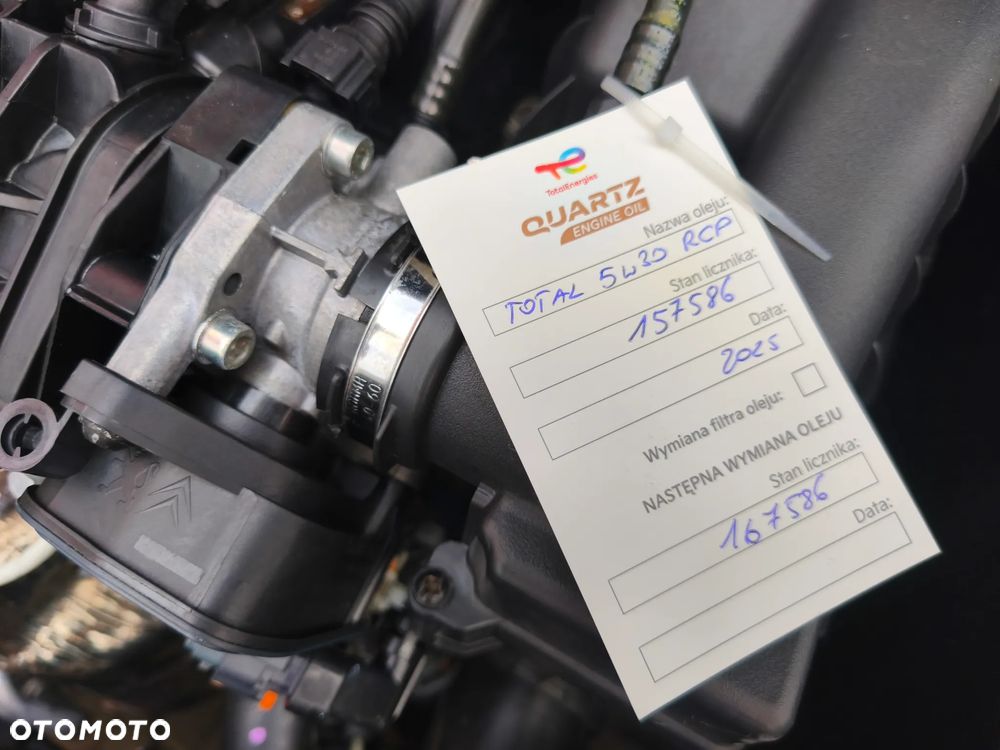 TotalEnergies
QUARTZ
ENGINE OIL
Nazwa oleju:
TOTAL 5W30 RCP
Stan licznika:
157586
Data:
2025
Wymiana filtra oleju:
NASTĘPNA WYMIANA OLEJU
Stan licznika:
167586
Data:
OTOMOTO